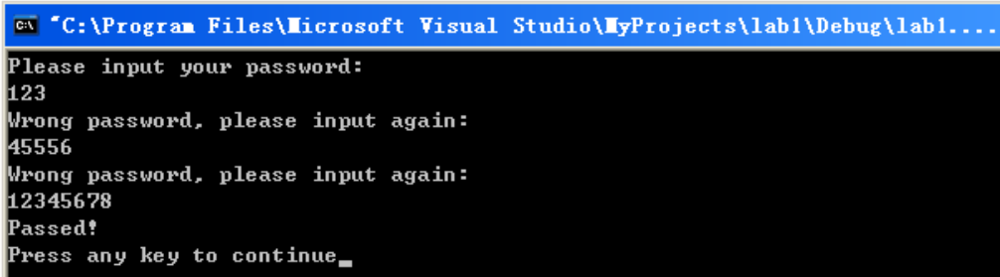 "C:\Program Files\Microsoft Visual Studio\MyProjects\lab1\Debug\lab1....
Please input your password:
123
Wrong password, please input again:
45556
Wrong password, please input again:
12345678
Passed!
Press any key to continue_